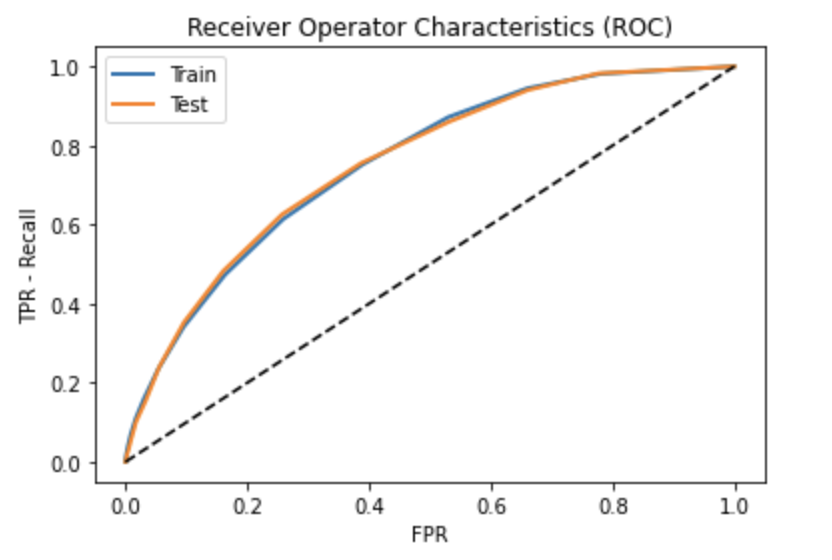 Receiver Operator Characteristics (ROC)
Train
Test
1.0
0.8
0.6
0.4
0.2
0.0
TPR - Recall
0.0 0.2 0.4 0.6 0.8 1.0
FPR